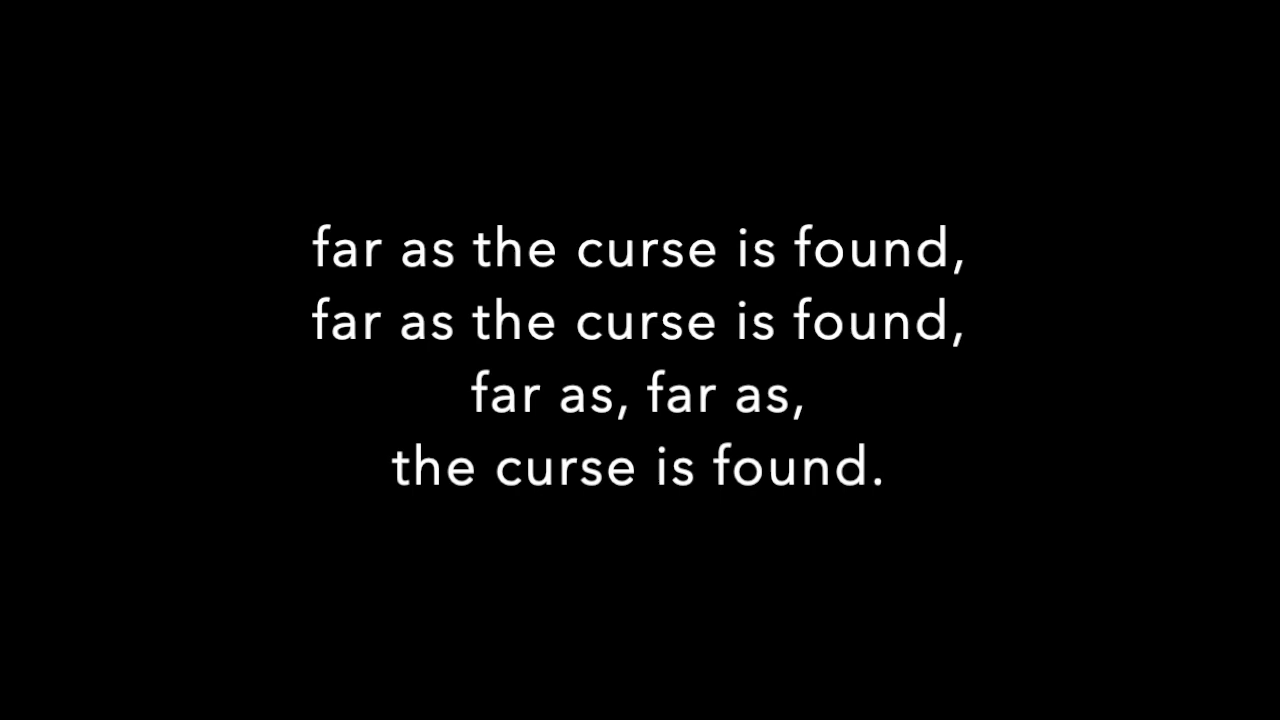 far as the curse is found,
far as the curse is found,
far as, far as,
the curse is found.